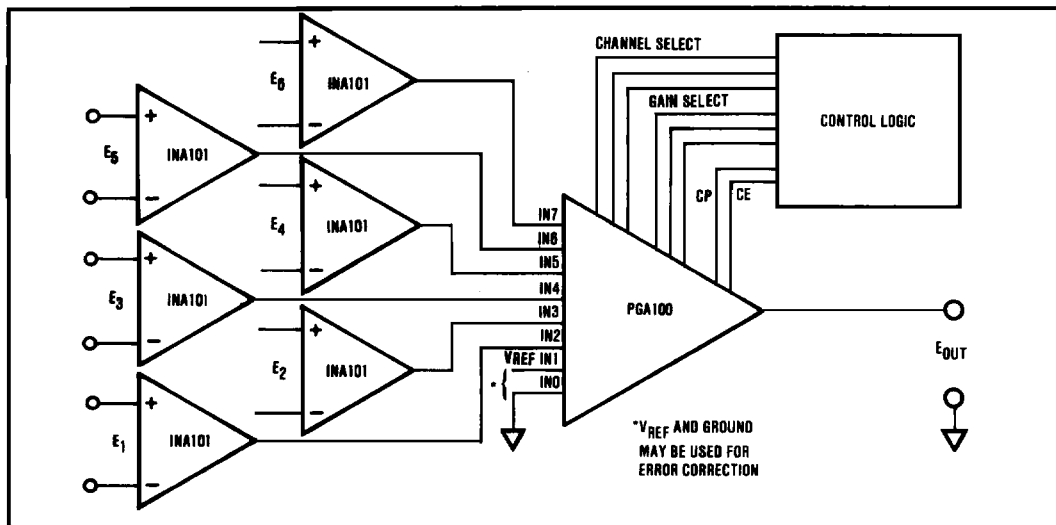 CHANNEL SELECT
GAIN SELECT
CONTROL LOGIC
CP
CE
E6
+
−
INA101
E5
+
−
INA101
E4
+
−
INA101
E3
+
−
INA101
E2
+
−
INA101
E1
+
−
INA101
IN7
IN6
IN5
IN4
IN3
IN2
VREF IN1
* { IN0
PGA100
EOUT
*VREF AND GROUND
MAY BE USED FOR
ERROR CORRECTION